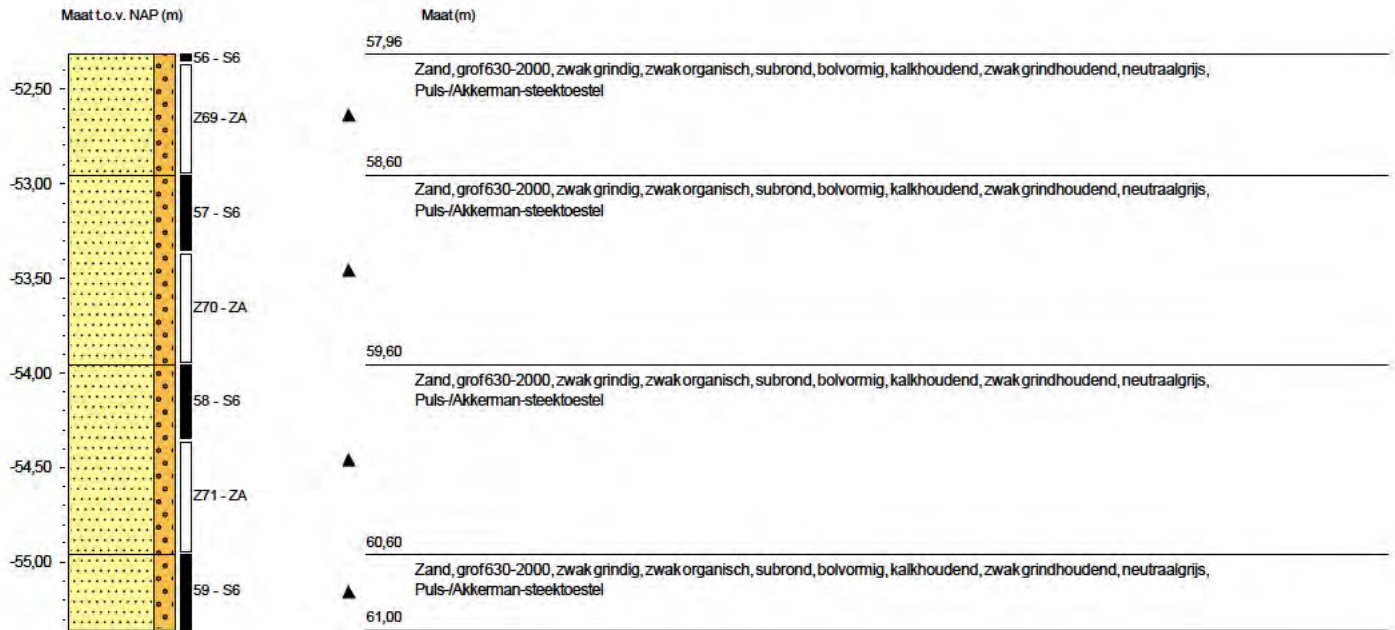 Maat t.o.v. NAP (m)
Maat (m)
57,96
56 - S6
Zand, grof 630-2000, zwak grindig, zwak organisch, subrond, bolvormig, kalkhoudend, zwak grindhoudend, neutraalgrijs,
Puls-/Akkerman-steektoestel
-52,50
Z69 - ZA
58,60
-53,00
Zand, grof 630-2000, zwak grindig, zwak organisch, subrond, bolvormig, kalkhoudend, zwak grindhoudend, neutraalgrijs,
Puls-/Akkerman-steektoestel
57 - S6
-53,50
Z70 - ZA
59,60
-54,00
Zand, grof 630-2000, zwak grindig, zwak organisch, subrond, bolvormig, kalkhoudend, zwak grindhoudend, neutraalgrijs,
Puls-/Akkerman-steektoestel
58 - S6
-54,50
Z71 - ZA
60,60
-55,00
Zand, grof 630-2000, zwak grindig, zwak organisch, subrond, bolvormig, kalkhoudend, zwak grindhoudend, neutraalgrijs,
Puls-/Akkerman-steektoestel
59 - S6
61,00